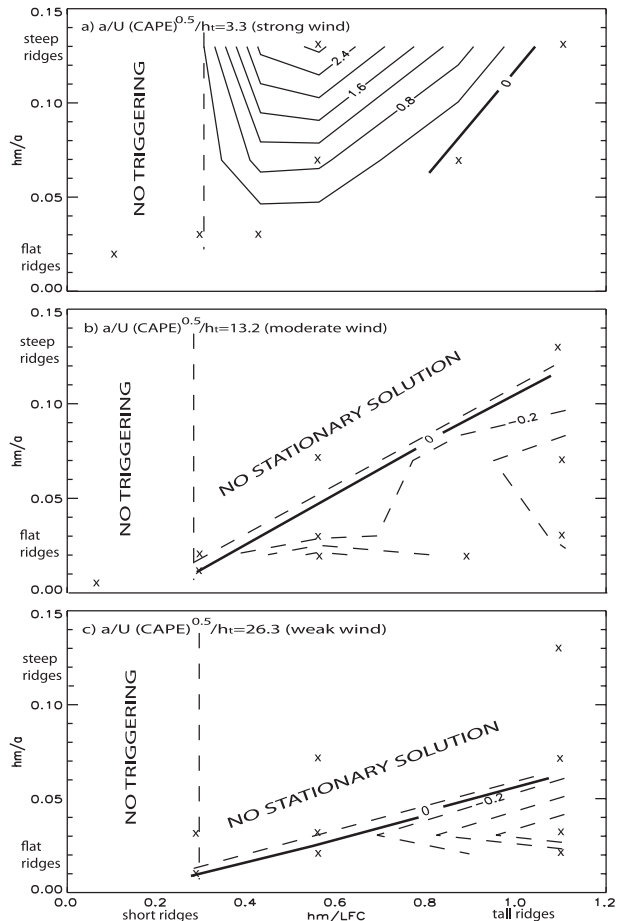 a) a/U (CAPE)^0.5/ht=3.3 (strong wind)
steep
ridges
0.15
0.10
0.05
0.00
hm/a
flat
ridges
NO TRIGGERING
2.4
1.6
0.8
0
b) a/U (CAPE)^0.5/ht=13.2 (moderate wind)
0.15
steep
ridges
0.10
0.05
0.00
hm/a
flat
ridges
NO TRIGGERING
NO STATIONARY SOLUTION
0
-0.2
c) a/U (CAPE)^0.5/ht=26.3 (weak wind)
0.15
steep
ridges
0.10
0.05
0.00
hm/a
flat
ridges
NO TRIGGERING
NO STATIONARY SOLUTION
0
-0.2
0.0 0.2 0.4 0.6 0.8 1.0 1.2
short ridges hm/LFC tall ridges